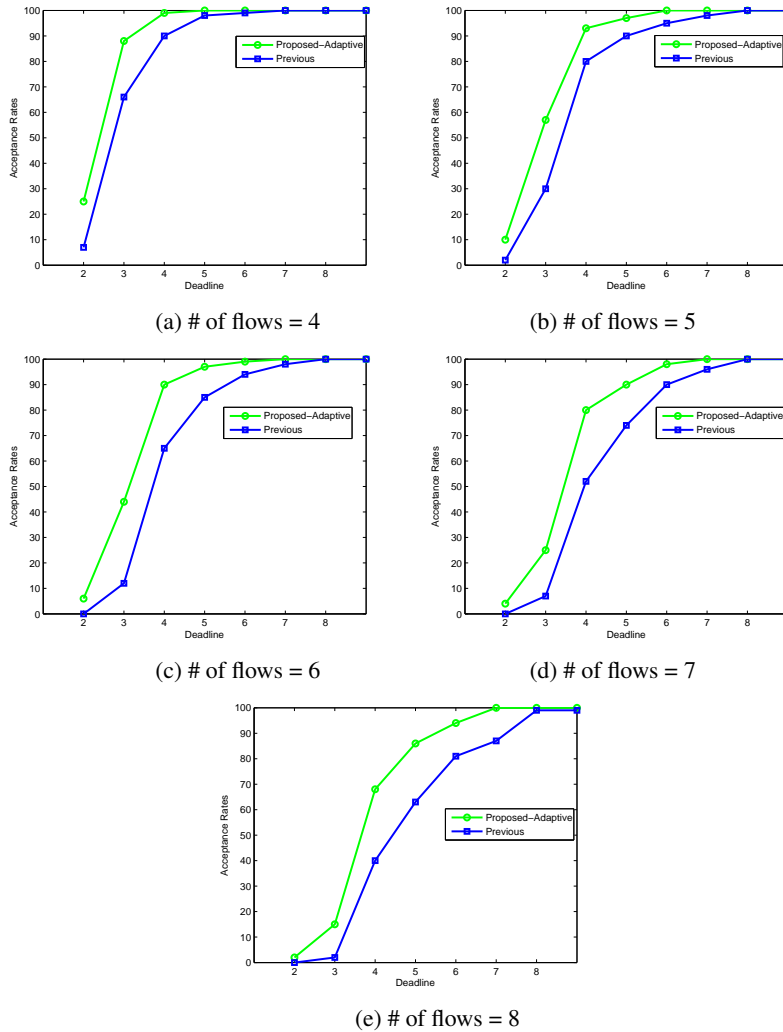 100
90
80
70
60
50
40
30
20
10
0
Acceptance Rates
Proposed-Adaptive
Previous
2 3 4 5 6 7 8
Deadline
(a) # of flows = 4
100
90
80
70
60
50
40
30
20
10
0
Acceptance Rates
Proposed-Adaptive
Previous
2 3 4 5 6 7 8
Deadline
(b) # of flows = 5
100
90
80
70
60
50
40
30
20
10
0
Acceptance Rates
Proposed-Adaptive
Previous
2 3 4 5 6 7 8
Deadline
(c) # of flows = 6
100
90
80
70
60
50
40
30
20
10
0
Acceptance Rates
Proposed-Adaptive
Previous
2 3 4 5 6 7 8
Deadline
(d) # of flows = 7
100
90
80
70
60
50
40
30
20
10
0
Acceptance Rates
Proposed-Adaptive
Previous
2 3 4 5 6 7 8
Deadline
(e) # of flows = 8